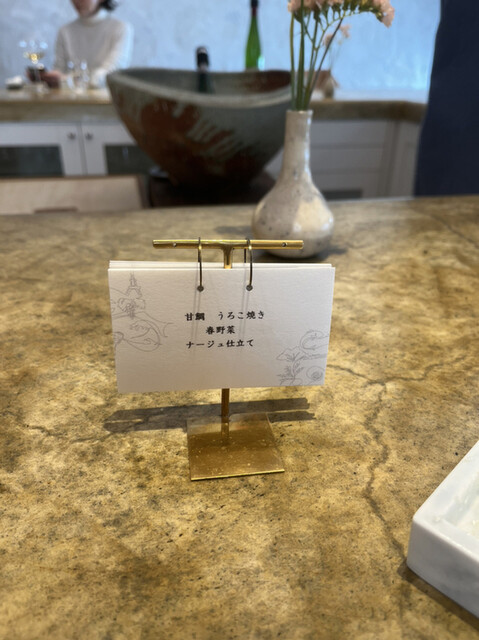 甘鯛　うろこ焼き
春野菜
ナージュ仕立て